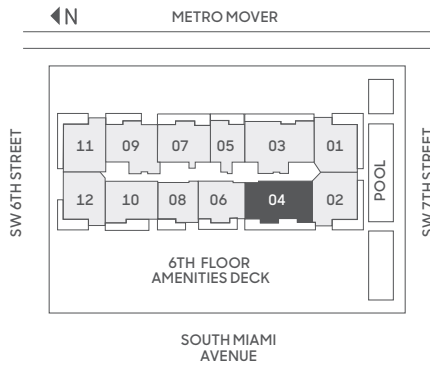 N
METRO MOVER
SW 6TH STREET
11 09 07 05 03 01
12 10 08 06 04 02
POOL
SW 7TH STREET
6TH FLOOR
AMENITIES DECK
SOUTH MIAMI
AVENUE